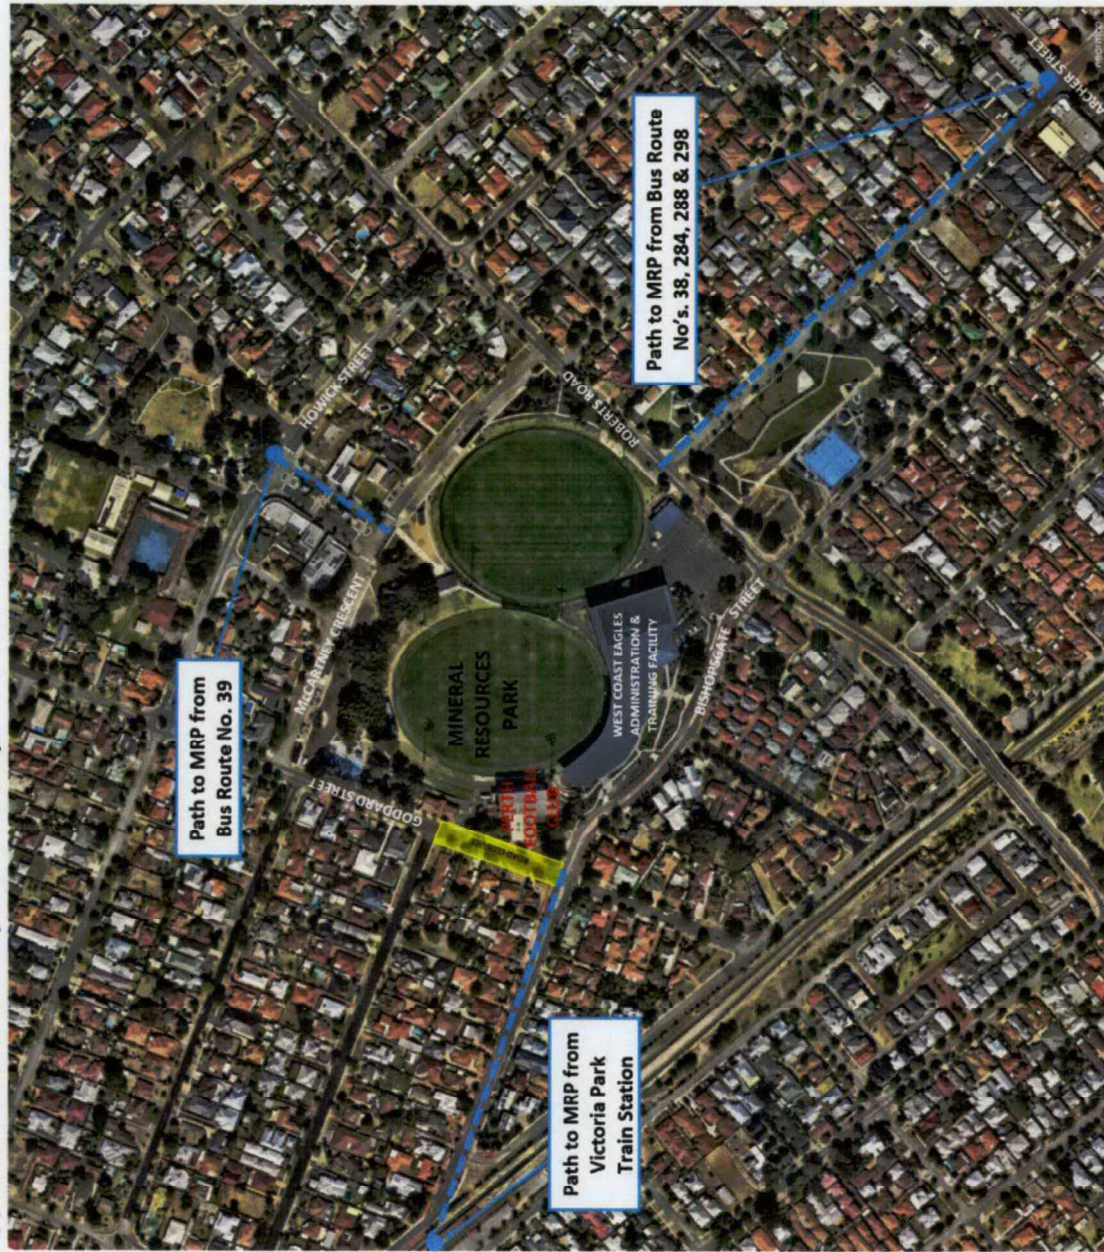 Path to MRP from
Bus Route No. 39
Path to MRP from
Victoria Park
Train Station
Path to MRP from Bus Route
No's. 38, 284, 288 & 298
GODDARD STREET
MCCARTNEY CRESCENT
HOWICK STREET
ROBERTS ROAD
ARCHER STREET
BISHOPSGATE STREET
MINERAL
RESOURCES
PARK
PERTH
FOOTBALL
CLUB
WEST COAST EAGLES
ADMINISTRATION &
TRAINING FACILITY